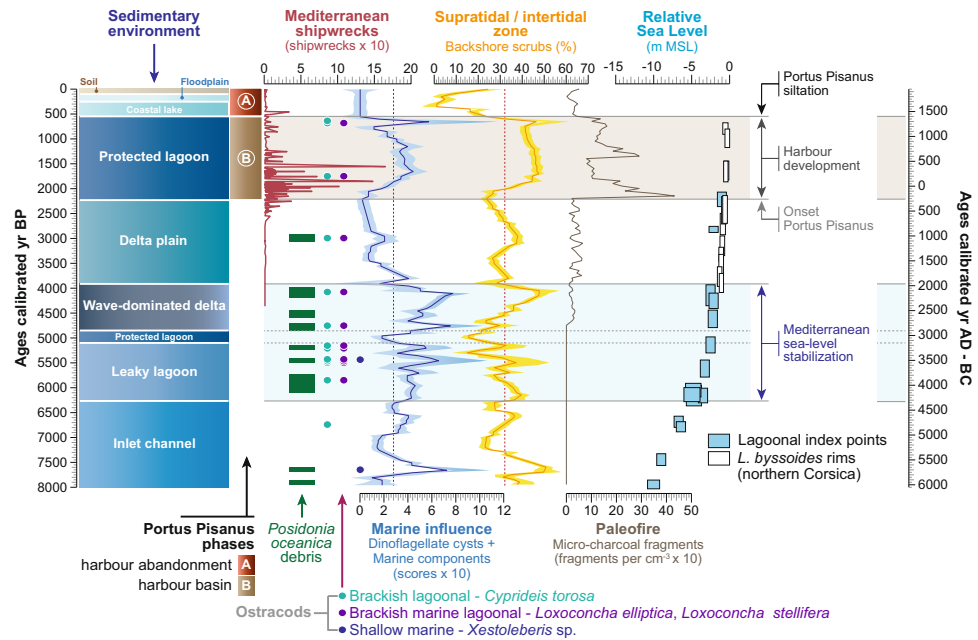 Sedimentary
environment
Mediterranean
shipwrecks
(shipwrecks x 10)
Supratidal / intertidal
zone
Backshore scrubs (%)
Relative
Sea Level
(m MSL)
0 5 10 15 20
0 10 20 30 40 50 60 70
-15 -10 -5 0
Ages calibrated yr BP
0
500
1000
1500
2000
2500
3000
3500
4000
4500
5000
5500
6000
6500
7000
7500
8000
Soil
Floodplain
Coastal lake
Protected lagoon
Delta plain
Wave-dominated delta
Protected lagoon
Leaky lagoon
Inlet channel
A
B
Portus Pisanus
siltation
Harbour
development
Onset
Portus Pisanus
Mediterranean
sea-level
stabilization
1500
1000
500
0
500
1000
1500
2000
2500
3000
3500
4000
4500
5000
5500
6000
Ages calibrated yr AD - BC
Lagoonal index points
L. byssoides rims
(northern Corsica)
0 2 4 6 8 10 12
0 10 20 30 40 50
Portus Pisanus
phases
harbour abandonment A
harbour basin B
Posidonia
oceanica
debris
Marine influence
Dinoflagellate cysts +
Marine components
(scores x 10)
Paleofire
Micro-charcoal fragments
(fragments per cm-3 x 10)
Ostracods
Brackish lagoonal - Cyprideis torosa
Brackish marine lagoonal - Loxoconcha elliptica, Loxoconcha stellifera
Shallow marine - Xestoleberis sp.